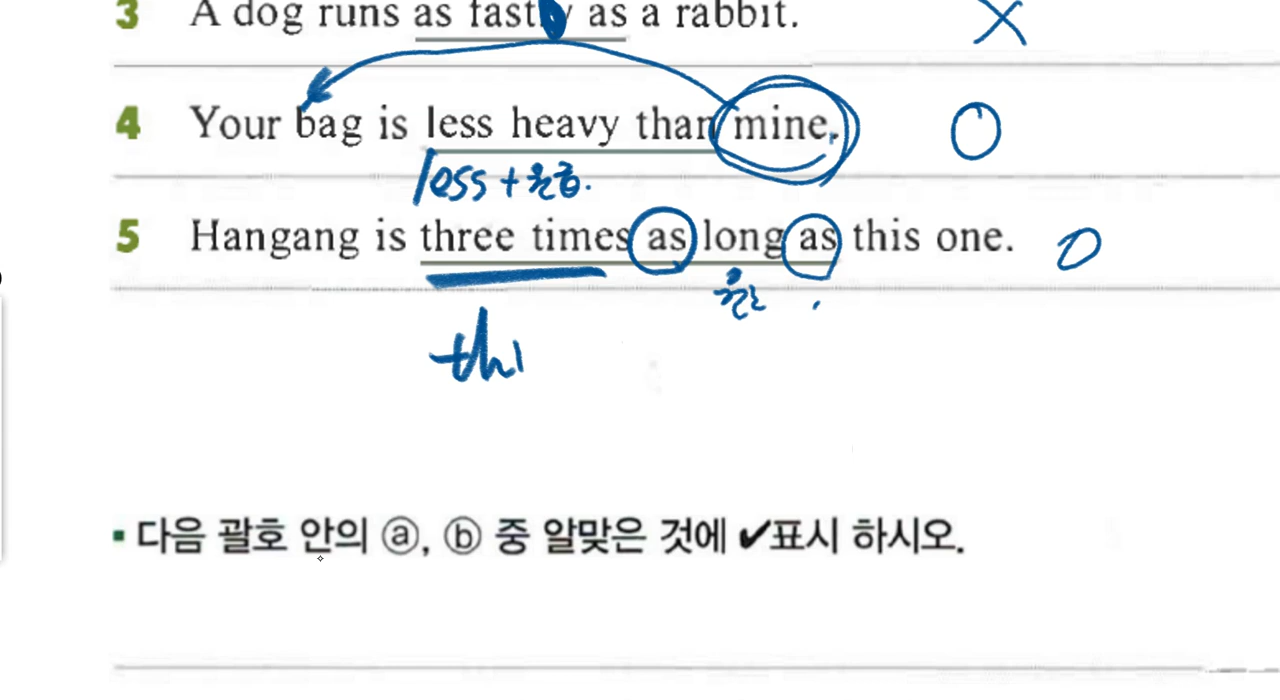 3 A dog runs as fastly as a rabbit. X
4 Your bag is less heavy than mine. O
less + 원급.
5 Hangang is three times as long as this one. O
원
thi
▪ 다음 괄호 안의 ⓐ, ⓑ 중 알맞은 것에 ✔표시 하시오.